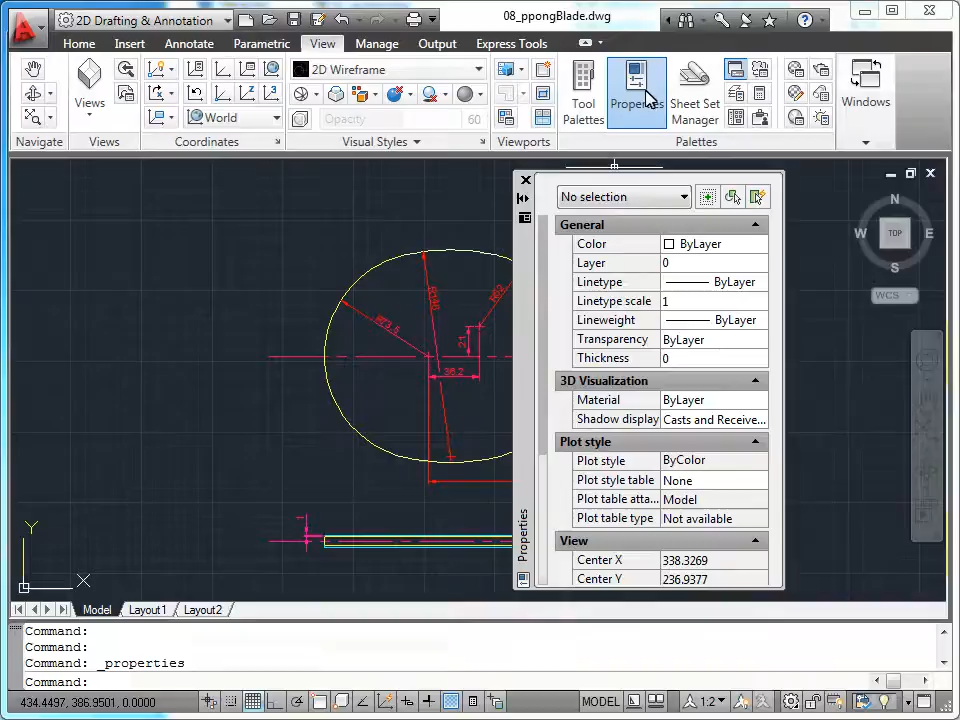 2D Drafting & Annotation
08_ppongBlade.dwg
Home
Insert
Annotate
Parametric
View
Manage
Output
Express Tools
Views
2D Wireframe
World
Opacity
60
Tool Palettes
Properties
Sheet Set Manager
Windows
Navigate
Views
Coordinates
Visual Styles
Viewports
Palettes
No selection
General
Color ByLayer
Layer 0
Linetype ByLayer
Linetype scale 1
Lineweight ByLayer
Transparency ByLayer
Thickness 0
3D Visualization
Material ByLayer
Shadow display Casts and Receive...
Plot style
Plot style ByColor
Plot style table None
Plot table atta... Model
Plot table type Not available
View
Center X 338.3269
Center Y 236.9377
Properties
N
W
TOP
E
S
WCS
R73.5
R146
R62
21
36.2
1
Y
X
Model
Layout1
Layout2
Command:
Command:
Command: _properties
Command:
434.4497, 386.9501, 0.0000
MODEL
1:2